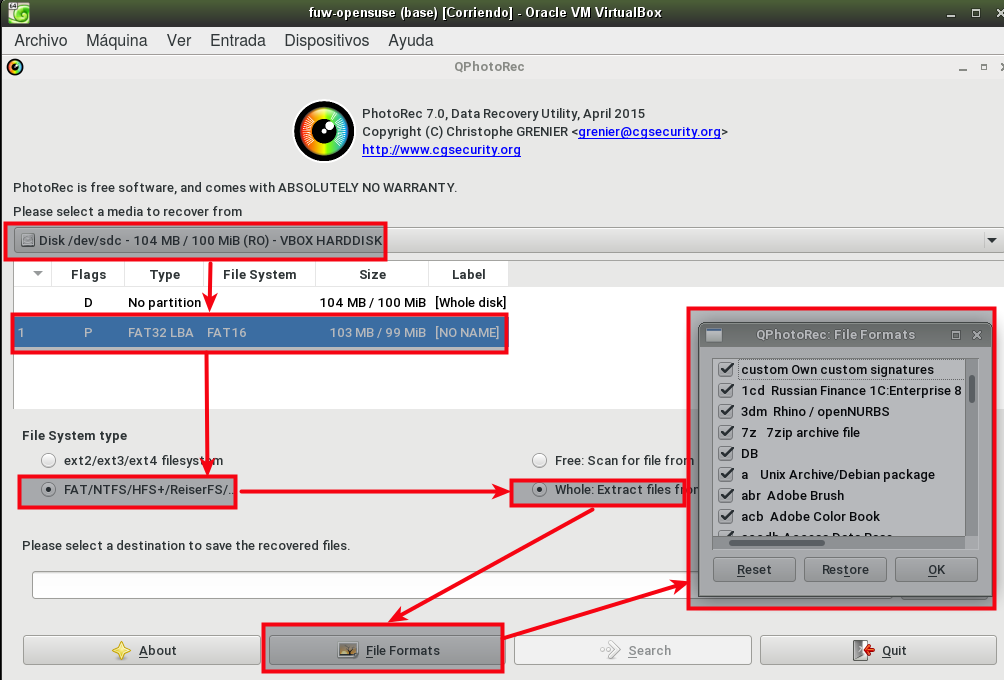 fuw-opensuse (base) [Corriendo] - Oracle VM VirtualBox
Archivo Máquina Ver Entrada Dispositivos Ayuda
QPhotoRec
PhotoRec 7.0, Data Recovery Utility, April 2015
Copyright (C) Christophe GRENIER <grenier@cgsecurity.org>
http://www.cgsecurity.org
PhotoRec is free software, and comes with ABSOLUTELY NO WARRANTY.
Please select a media to recover from
Disk /dev/sdc - 104 MB / 100 MiB (RO) - VBOX HARDDISK
Flags Type File System Size Label
D No partition 104 MB / 100 MiB [Whole disk]
1 P FAT32 LBA FAT16 103 MB / 99 MiB [NO NAME]
File System type
ext2/ext3/ext4 filesystem
Free: Scan for file from
FAT/NTFS/HFS+/ReiserFS/...
Whole: Extract files from
Please select a destination to save the recovered files.
About File Formats Search Quit
QPhotoRec: File Formats
custom Own custom signatures
1cd Russian Finance 1C:Enterprise 8
3dm Rhino / openNURBS
7z 7zip archive file
DB
a Unix Archive/Debian package
abr Adobe Brush
acb Adobe Color Book
accdb Access Data Base
Reset Restore OK